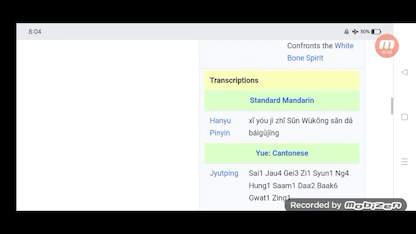 8:04
50%
Confronts the White
Bone Spirit
Transcriptions
Standard Mandarin
Hanyu Pinyin
xī yóu jì zhī Sūn Wùkōng sān dǎ
báigǔjīng
Yue: Cantonese
Jyutping
Sai1 Jau4 Gei3 Zi1 Syun1 Ng4
Hung1 Saam1 Daa2 Baak6
Gwat1 Zing1
Recorded by Mobizen